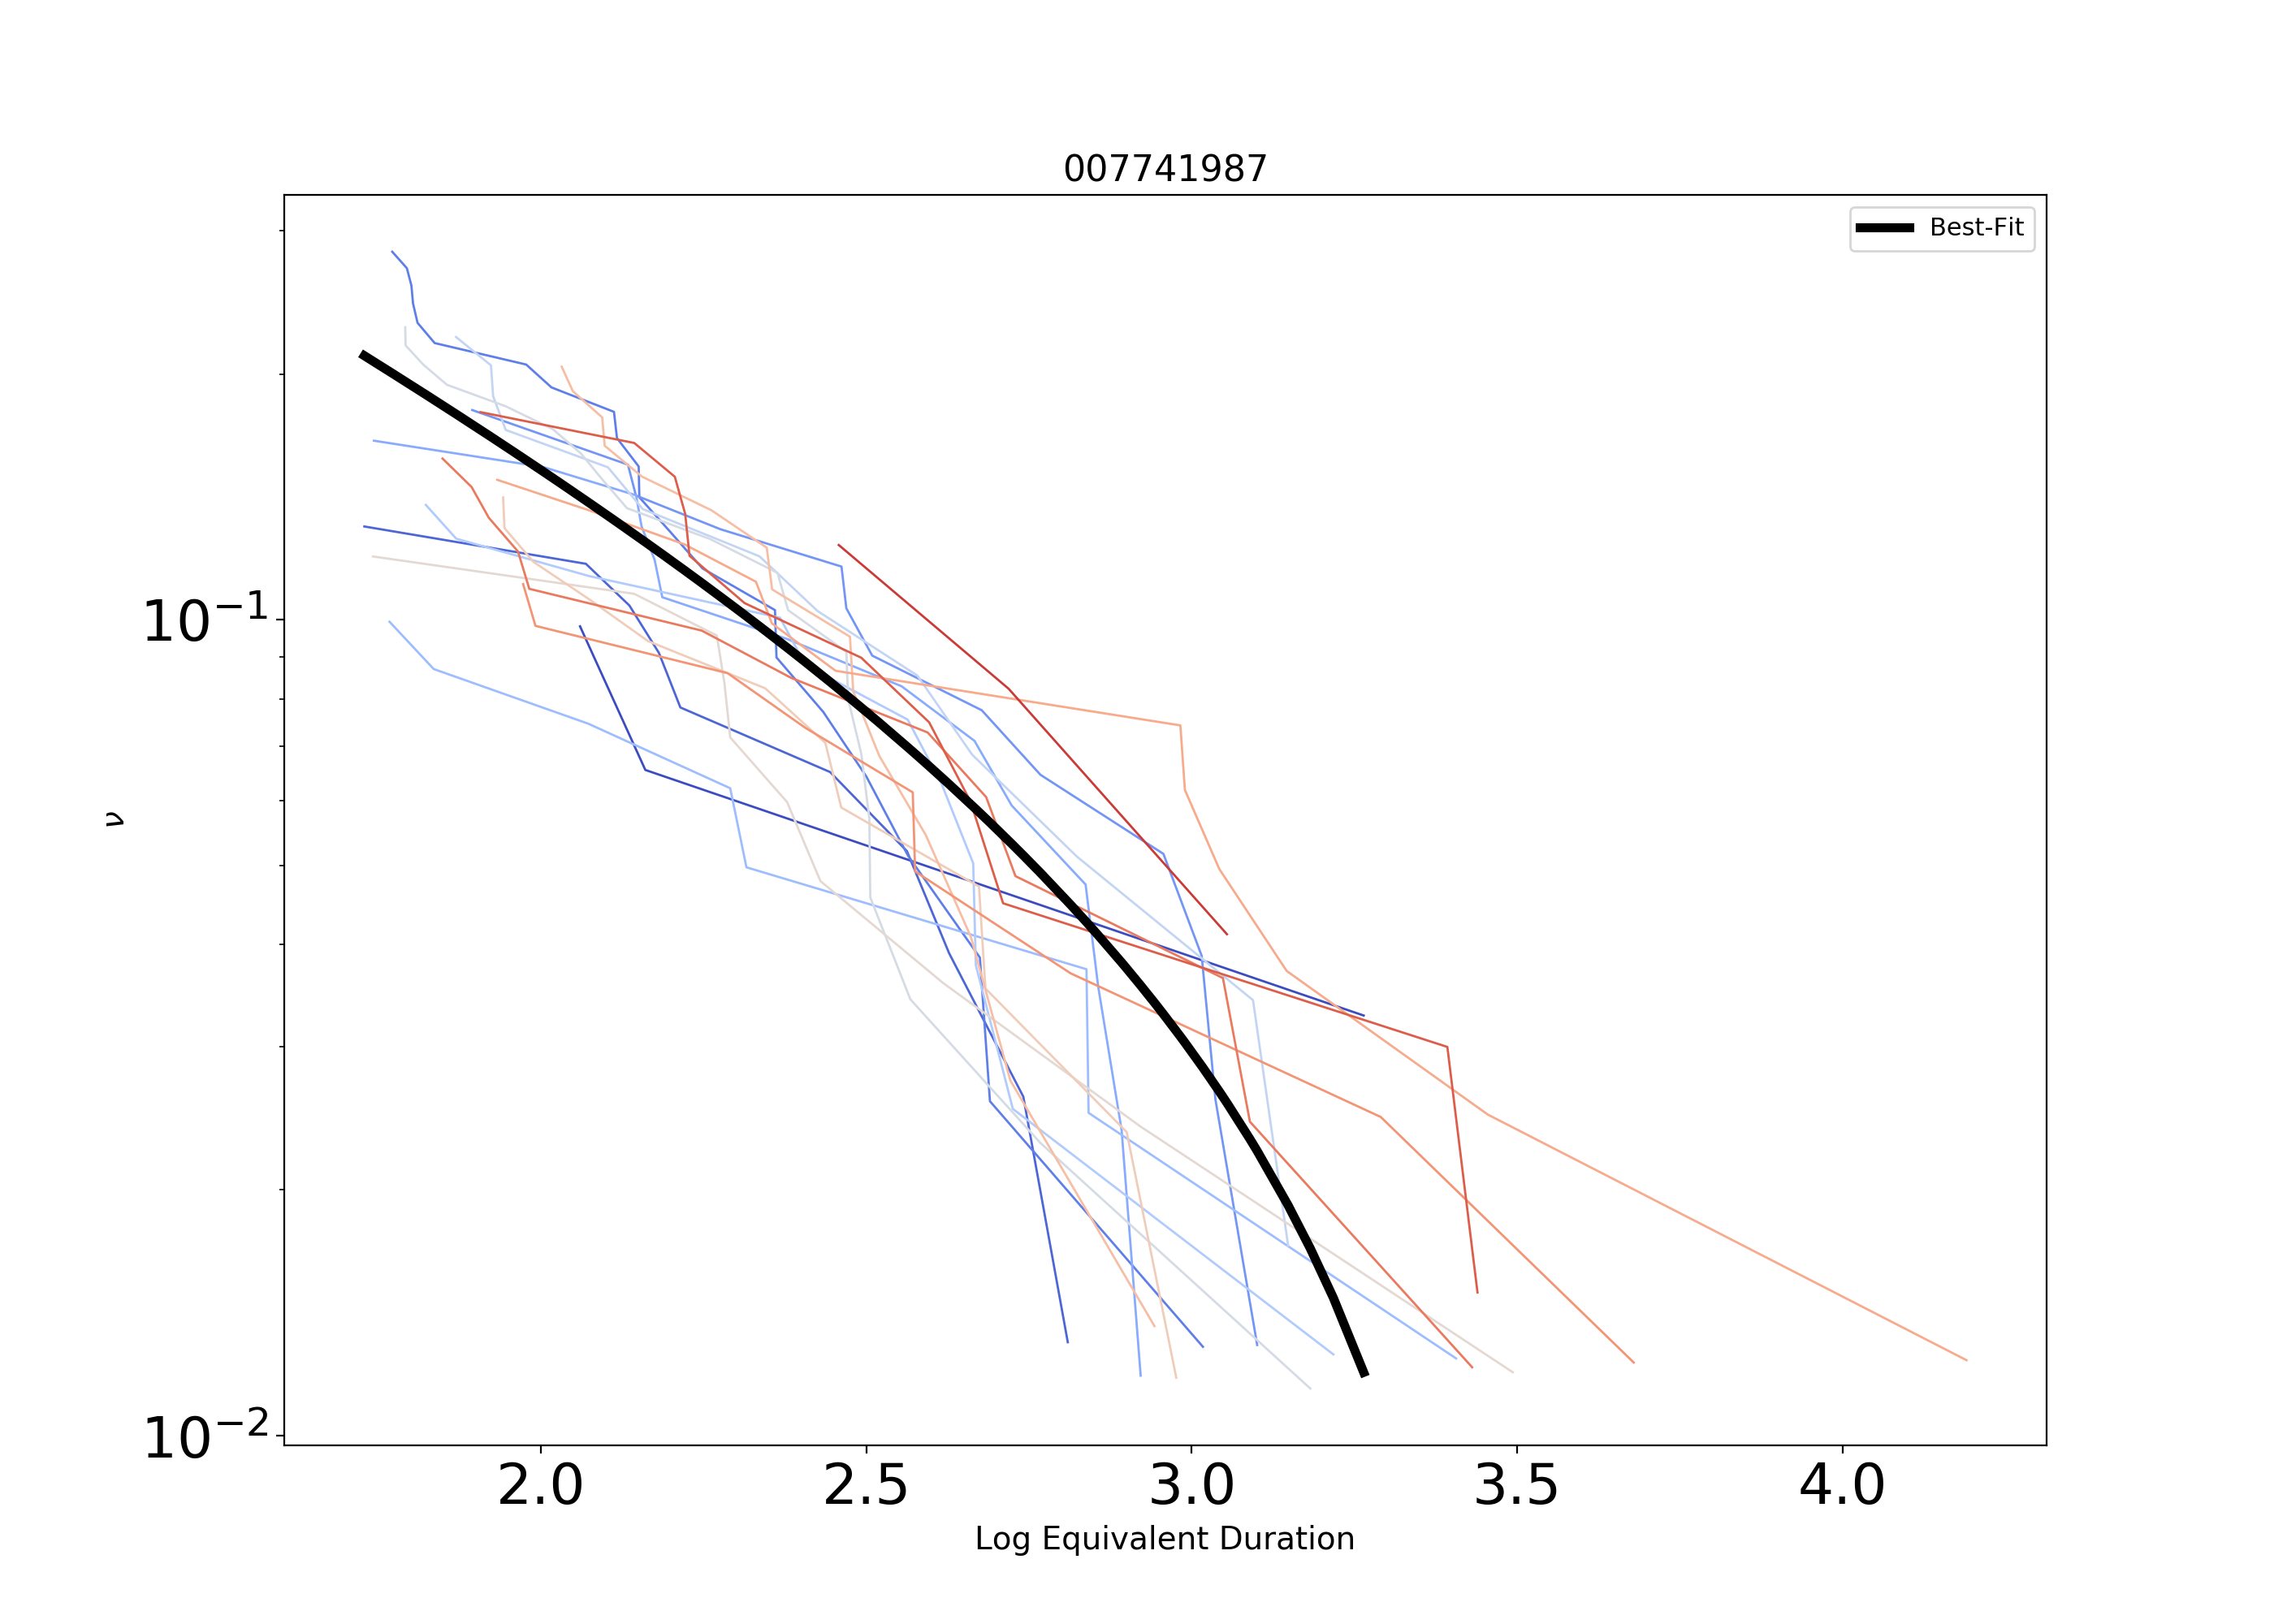 007741987
Best-Fit
10⁻¹
ν
10⁻²
2.0 2.5 3.0 3.5 4.0
Log Equivalent Duration